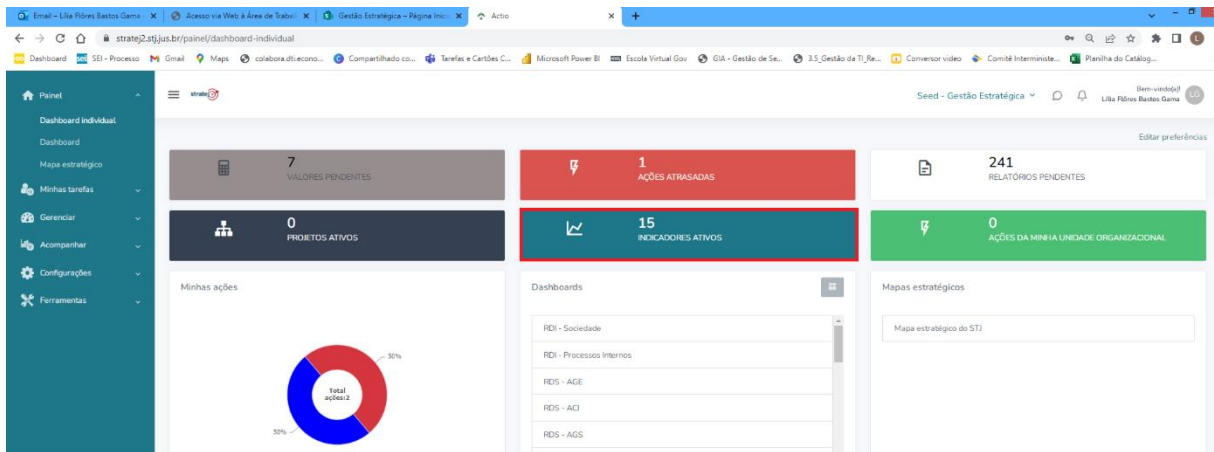 Email – Lilia Flôres Bastos Gama
Acesso via Web à Área de Trabal
Gestão Estratégica – Página Inici
Actio
stratej2.stj.jus.br/painel/dashboard-individual
Dashboard
SEI - Processo
Gmail
Maps
colabora.dti.econo...
Compartilhado co...
Tarefas e Cartões C...
Microsoft Power BI
Escola Virtual Gov
GIA - Gestão de Se...
3.5_Gestão da TI_Re...
Conversor video
Comitê Interministe...
Planilha do Catálog...
Painel
Dashboard individual
Dashboard
Mapa estratégico
Minhas tarefas
Gerenciar
Acompanhar
Configurações
Ferramentas
Seed - Gestão Estratégica
Bem-vindo(a)!
Lilia Flôres Bastos Gama
LG
Editar preferências
7
VALORES PENDENTES
1
AÇÕES ATRASADAS
241
RELATÓRIOS PENDENTES
0
PROJETOS ATIVOS
15
INDICADORES ATIVOS
0
AÇÕES DA MINHA UNIDADE ORGANIZACIONAL
Minhas ações
50%
Total
ações:2
50%
Dashboards
RDI - Sociedade
RDI - Processos Internos
RDS - AGE
RDS - ACI
RDS - AGS
Mapas estratégicos
Mapa estratégico do STJ